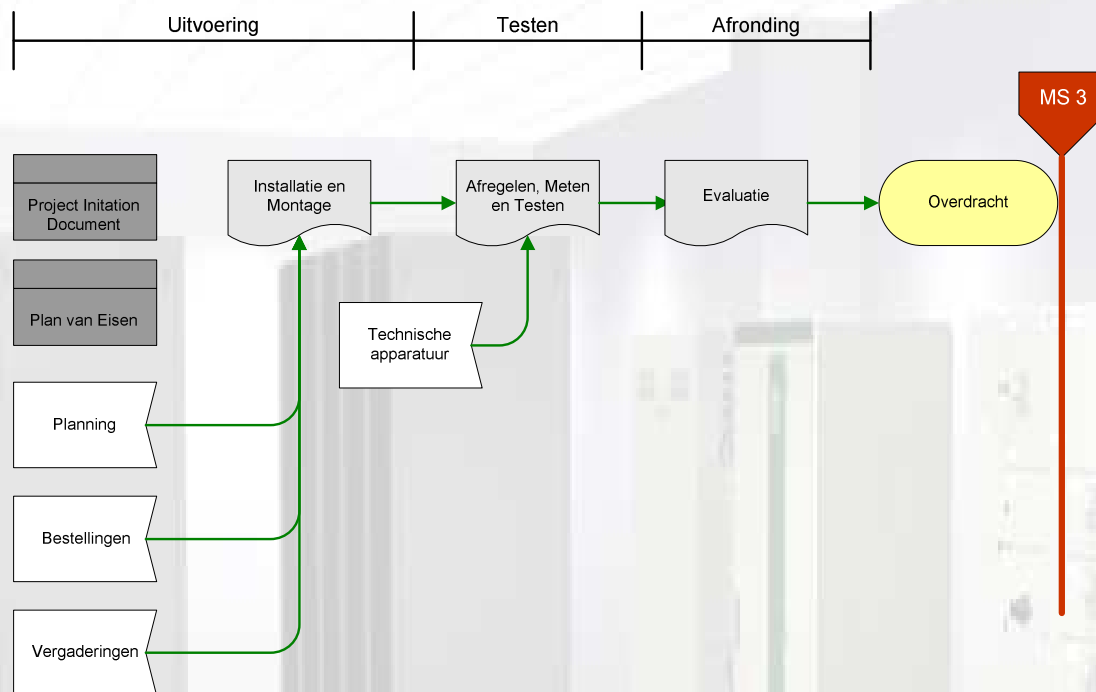 Uitvoering
Testen
Afronding
MS 3
Project Initation
Document
Installatie en
Montage
Afregelen, Meten
en Testen
Evaluatie
Overdracht
Plan van Eisen
Technische
apparatuur
Planning
Bestellingen
Vergaderingen